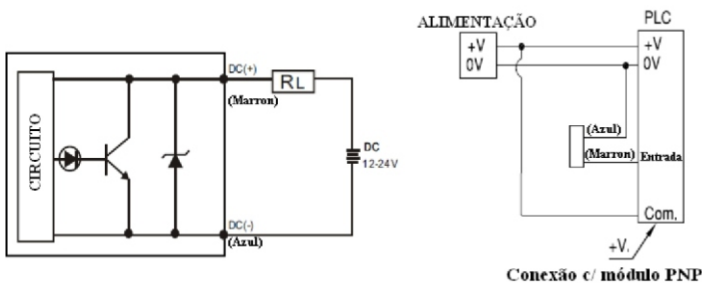 CIRCUITO
DC(+)
(Marron)
RL
DC
12-24V
DC(-)
(Azul)
ALIMENTAÇÃO
+V
0V
PLC
+V
0V
(Azul)
(Marron)
Entrada
Com.
+V.
Conexão c/ módulo PNP